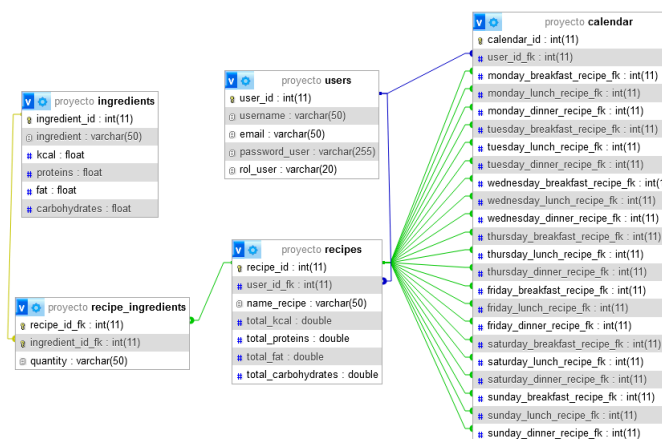 proyecto ingredients
ingredient_id : int(11)
ingredient : varchar(50)
kcal : float
proteins : float
fat : float
carbohydrates : float
proyecto recipe_ingredients
recipe_id_fk : int(11)
ingredient_id_fk : int(11)
quantity : varchar(50)
proyecto users
user_id : int(11)
username : varchar(50)
email : varchar(50)
password_user : varchar(255)
rol_user : varchar(20)
proyecto recipes
recipe_id : int(11)
user_id_fk : int(11)
name_recipe : varchar(50)
total_kcal : double
total_proteins : double
total_fat : double
total_carbohydrates : double
proyecto calendar
calendar_id : int(11)
user_id_fk : int(11)
monday_breakfast_recipe_fk : int(11)
monday_lunch_recipe_fk : int(11)
monday_dinner_recipe_fk : int(11)
tuesday_breakfast_recipe_fk : int(11)
tuesday_lunch_recipe_fk : int(11)
tuesday_dinner_recipe_fk : int(11)
wednesday_breakfast_recipe_fk : int(1
wednesday_lunch_recipe_fk : int(11)
wednesday_dinner_recipe_fk : int(11)
thursday_breakfast_recipe_fk : int(11)
thursday_lunch_recipe_fk : int(11)
thursday_dinner_recipe_fk : int(11)
friday_breakfast_recipe_fk : int(11)
friday_lunch_recipe_fk : int(11)
friday_dinner_recipe_fk : int(11)
saturday_breakfast_recipe_fk : int(11)
saturday_lunch_recipe_fk : int(11)
saturday_dinner_recipe_fk : int(11)
sunday_breakfast_recipe_fk : int(11)
sunday_lunch_recipe_fk : int(11)
sunday_dinner_recipe_fk : int(11)